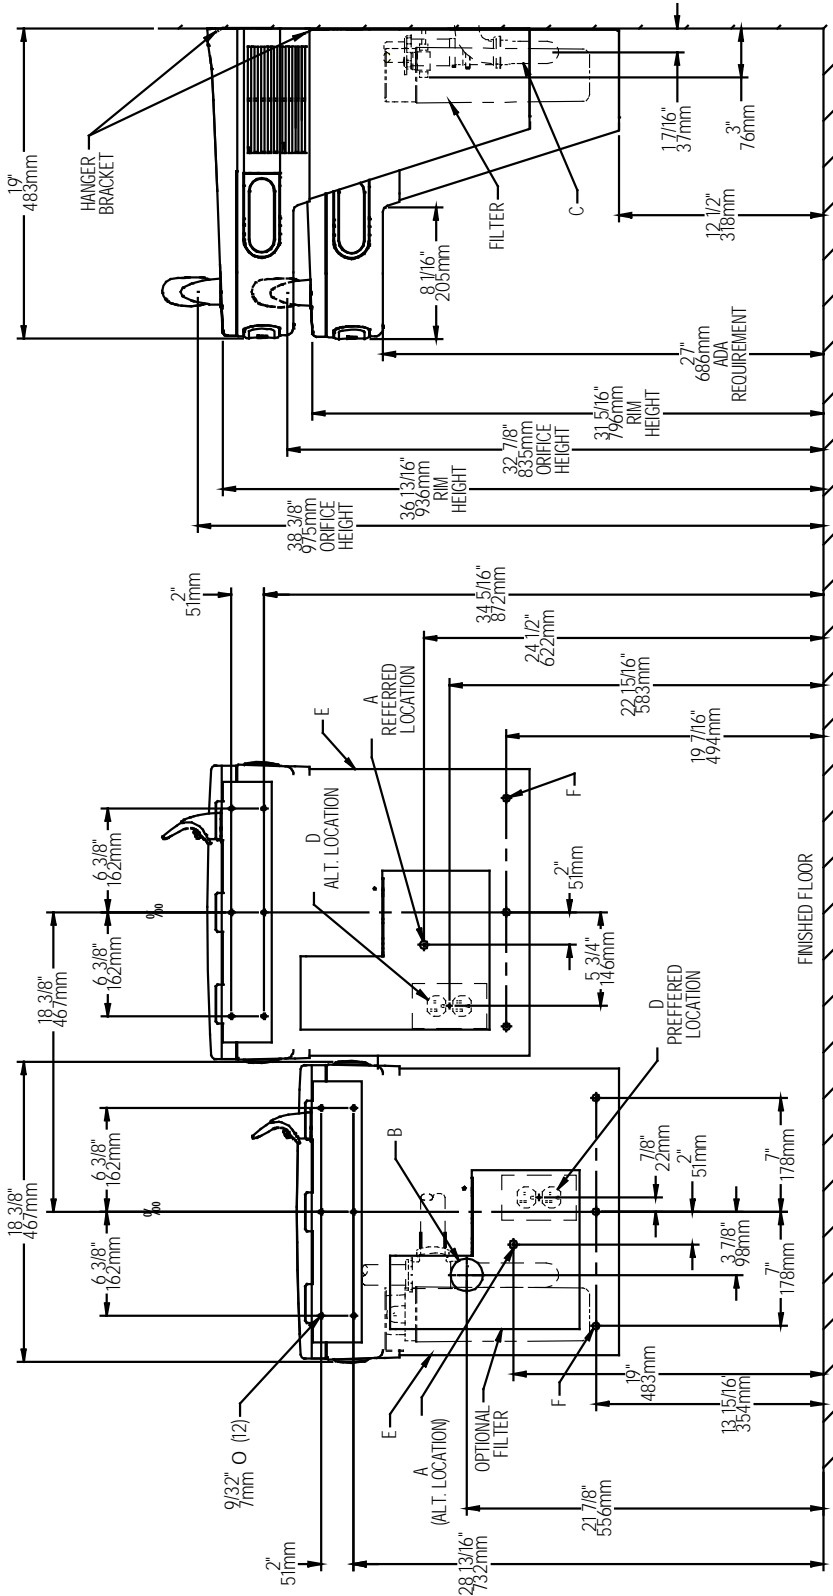 19"
483mm
HANGER
BRACKET
FILTER
C
8 1/16"
205mm
1 7/16"
37mm
3"
76mm
12 1/2"
318mm
27"
686mm
ADA
REQUIREMENT
31 5/16"
796mm
RIM
HEIGHT
32 7/8"
835mm
ORIFICE
HEIGHT
36 13/16"
936mm
RIM
HEIGHT
38 3/8"
975mm
ORIFICE
HEIGHT
2"
51mm
34 5/16"
872mm
24 1/2"
622mm
22 15/16"
583mm
19 7/16"
494mm
A
REFERRED
LOCATION
E
D
ALT. LOCATION
F
2"
51mm
5 3/4"
146mm
6 3/8"
162mm
6 3/8"
162mm
18 3/8"
467mm
18 3/8"
467mm
6 3/8"
162mm
6 3/8"
162mm
B
D
PREFFERED
LOCATION
FINISHED FLOOR
7/8"
22mm
2"
51mm
3 7/8"
98mm
7"
178mm
7"
178mm
9/32"
7mm O (12)
E
A
(ALT. LOCATION)
OPTIONAL
FILTER
F
19"
483mm
13 15/16"
354mm
21 7/8"
556mm
28 13/16"
732mm
2"
51mm